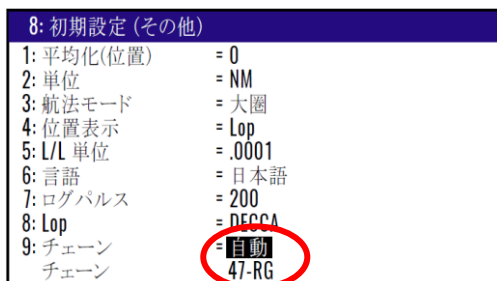 8: 初期設定 (その他)
1: 平均化(位置) = 0
2: 単位 = NM
3: 航法モード = 大圏
4: 位置表示 = Lop
5: L/L 単位 = .0001
6: 言語 = 日本語
7: ログパルス = 200
8: Lop = DECCA
9: チェーン = 自動
チェーン 47-RG